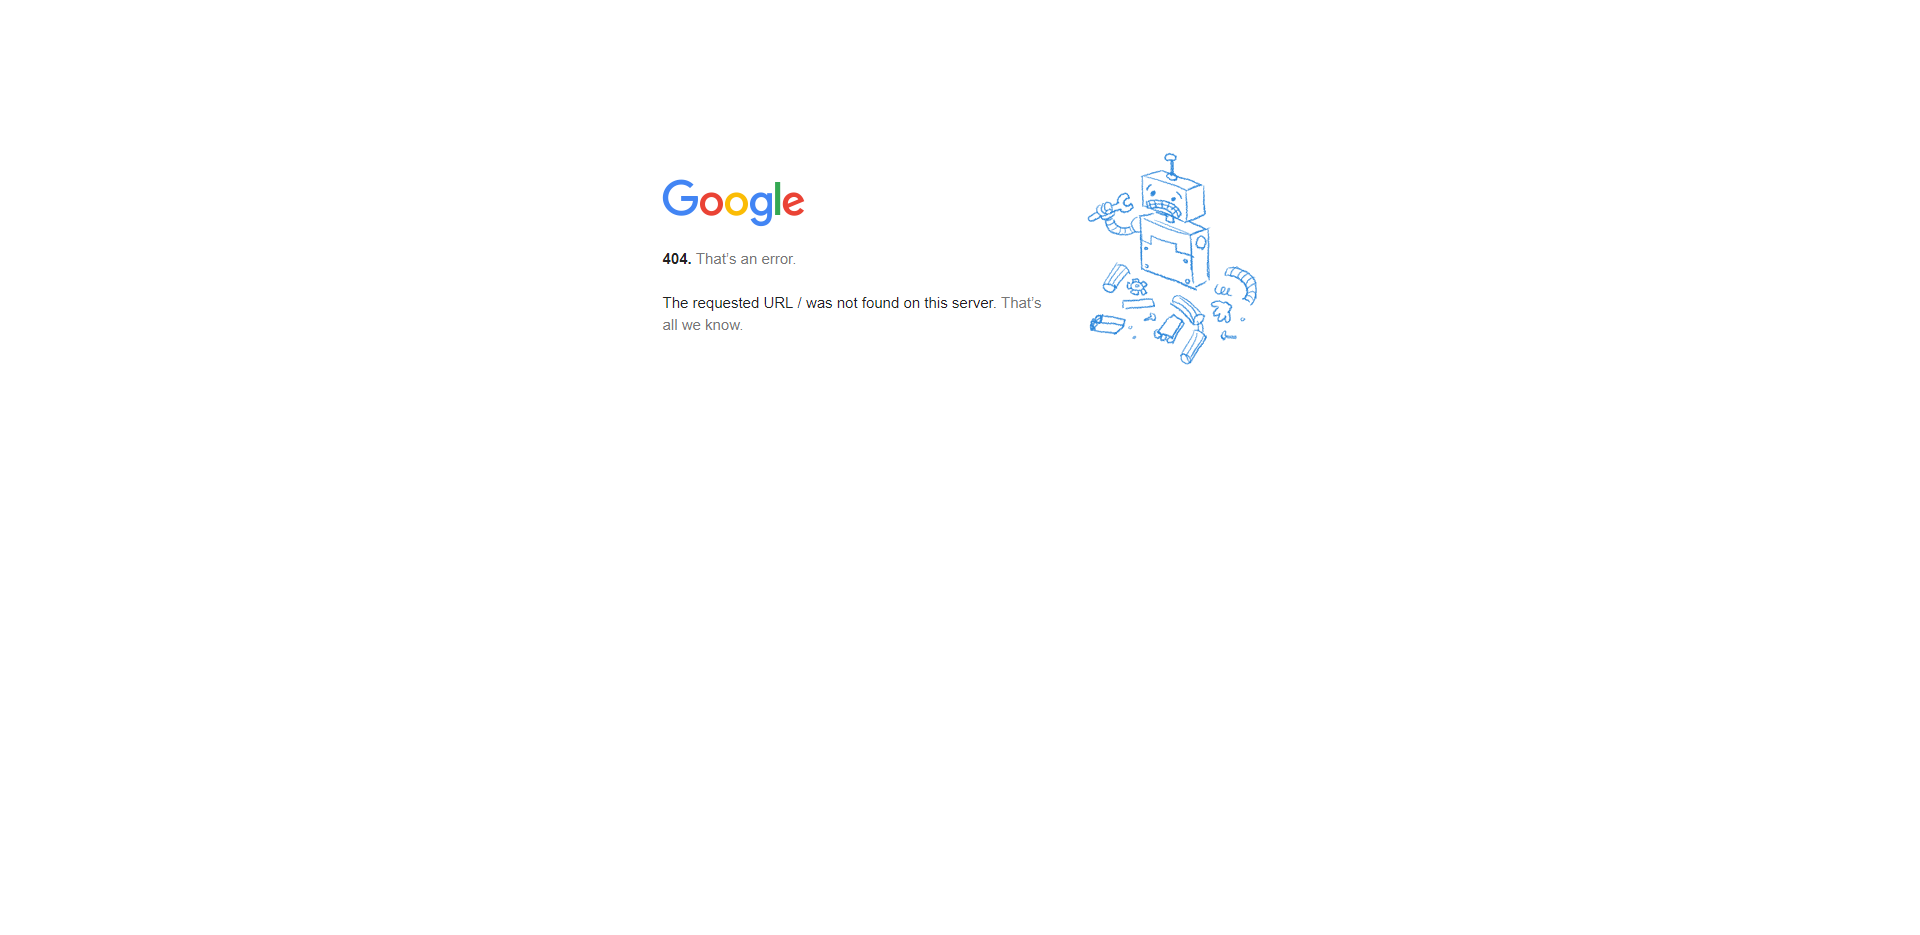 Google
404. That’s an error.
The requested URL / was not found on this server. That’s
all we know.